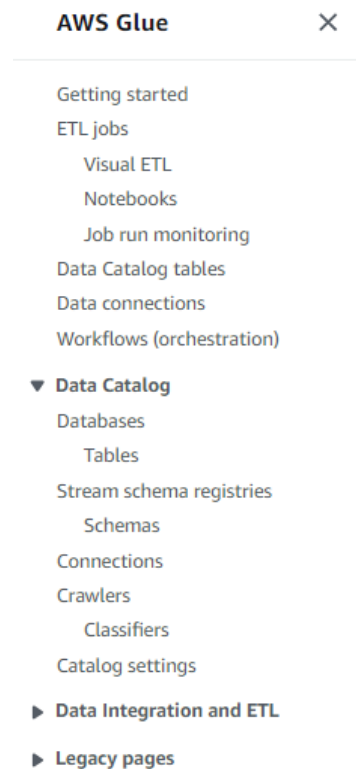 AWS Glue
Getting started
ETL jobs
Visual ETL
Notebooks
Job run monitoring
Data Catalog tables
Data connections
Workflows (orchestration)
Data Catalog
Databases
Tables
Stream schema registries
Schemas
Connections
Crawlers
Classifiers
Catalog settings
Data Integration and ETL
Legacy pages